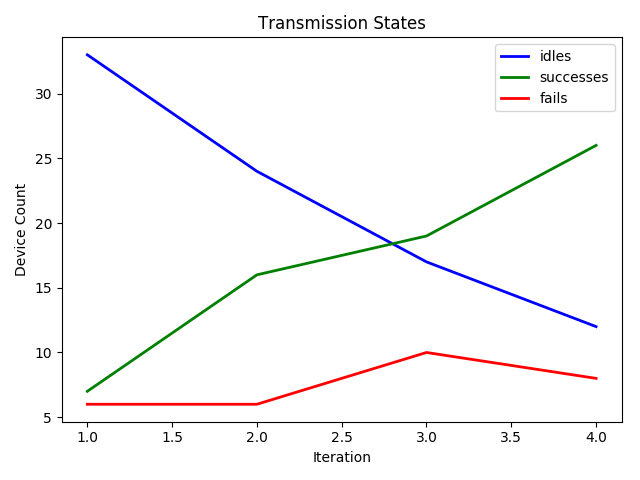 Transmission States
idles
successes
fails
Device Count
30
25
20
15
10
5
1.0 1.5 2.0 2.5 3.0 3.5 4.0
Iteration